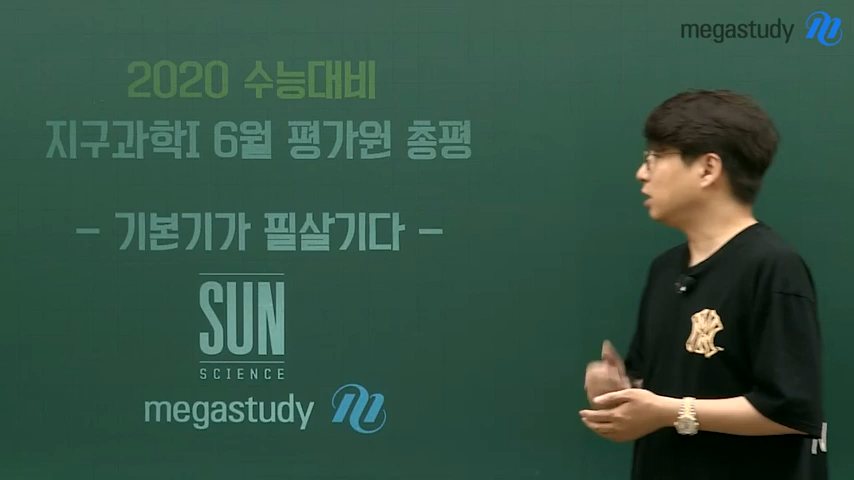 megastudy
2020 수능대비
지구과학I 6월 평가원 총평
- 기본기가 필살기다 -
SUN
SCIENCE
megastudy